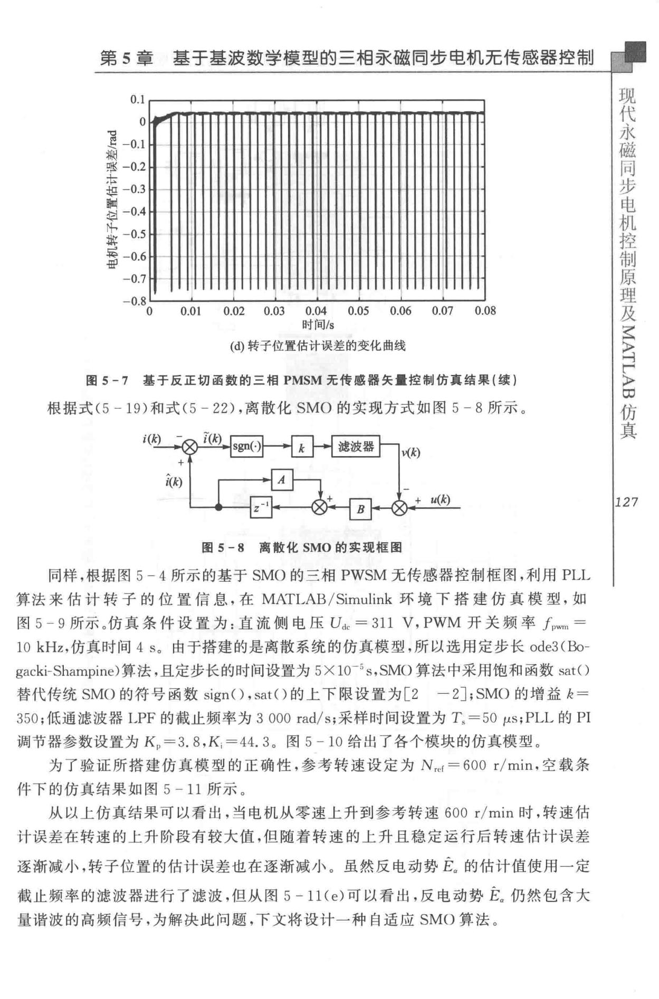 第 5 章 基于基波数学模型的三相永磁同步电机无传感器控制
0.1
0
-0.1
-0.2
-0.3
-0.4
-0.5
-0.6
-0.7
-0.8
电机转子位置估计误差/rad
0 0.01 0.02 0.03 0.04 0.05 0.06 0.07 0.08
时间/s
(d) 转子位置估计误差的变化曲线
图 5-7 基于反正切函数的三相 PMSM 无传感器矢量控制仿真结果(续)
根据式(5-19)和式(5-22),离散化 SMO 的实现方式如图 5-8 所示。
i(k) − ĩ(k) sgn(·) k 滤波器 v(k)
+
î(k) A
z⁻¹ + B − + u(k)
图 5-8 离散化 SMO 的实现框图
同样,根据图 5-4 所示的基于 SMO 的三相 PWSM 无传感器控制框图,利用 PLL
算法来估计转子的位置信息,在 MATLAB/Simulink 环境下搭建仿真模型,如
图 5-9 所示。仿真条件设置为:直流侧电压 U_dc=311 V,PWM 开关频率 f_pwm=
10 kHz,仿真时间 4 s。由于搭建的是离散系统的仿真模型,所以选用定步长 ode3(Bo-
gacki-Shampine)算法,且定步长的时间设置为 5×10⁻⁵s,SMO 算法中采用饱和函数 sat()
替代传统 SMO 的符号函数 sign(),sat()的上下限设置为[2 -2];SMO 的增益 k=
350;低通滤波器 LPF 的截止频率为 3 000 rad/s;采样时间设置为 T_s=50 μs;PLL 的 PI
调节器参数设置为 K_p=3.8,K_i=44.3。图 5-10 给出了各个模块的仿真模型。
为了验证所搭建仿真模型的正确性,参考转速设定为 N_ref=600 r/min,空载条
件下的仿真结果如图 5-11 所示。
从以上仿真结果可以看出,当电机从零速上升到参考转速 600 r/min 时,转速估
计误差在转速的上升阶段有较大值,但随着转速的上升且稳定运行后转速估计误差
逐渐减小,转子位置的估计误差也在逐渐减小。虽然反电动势 Ê_α 的估计值使用一定
截止频率的滤波器进行了滤波,但从图 5-11(e)可以看出,反电动势 Ê_α 仍然包含大
量谐波的高频信号,为解决此问题,下文将设计一种自适应 SMO 算法。
现代永磁同步电机控制原理及MATLAB仿真
127